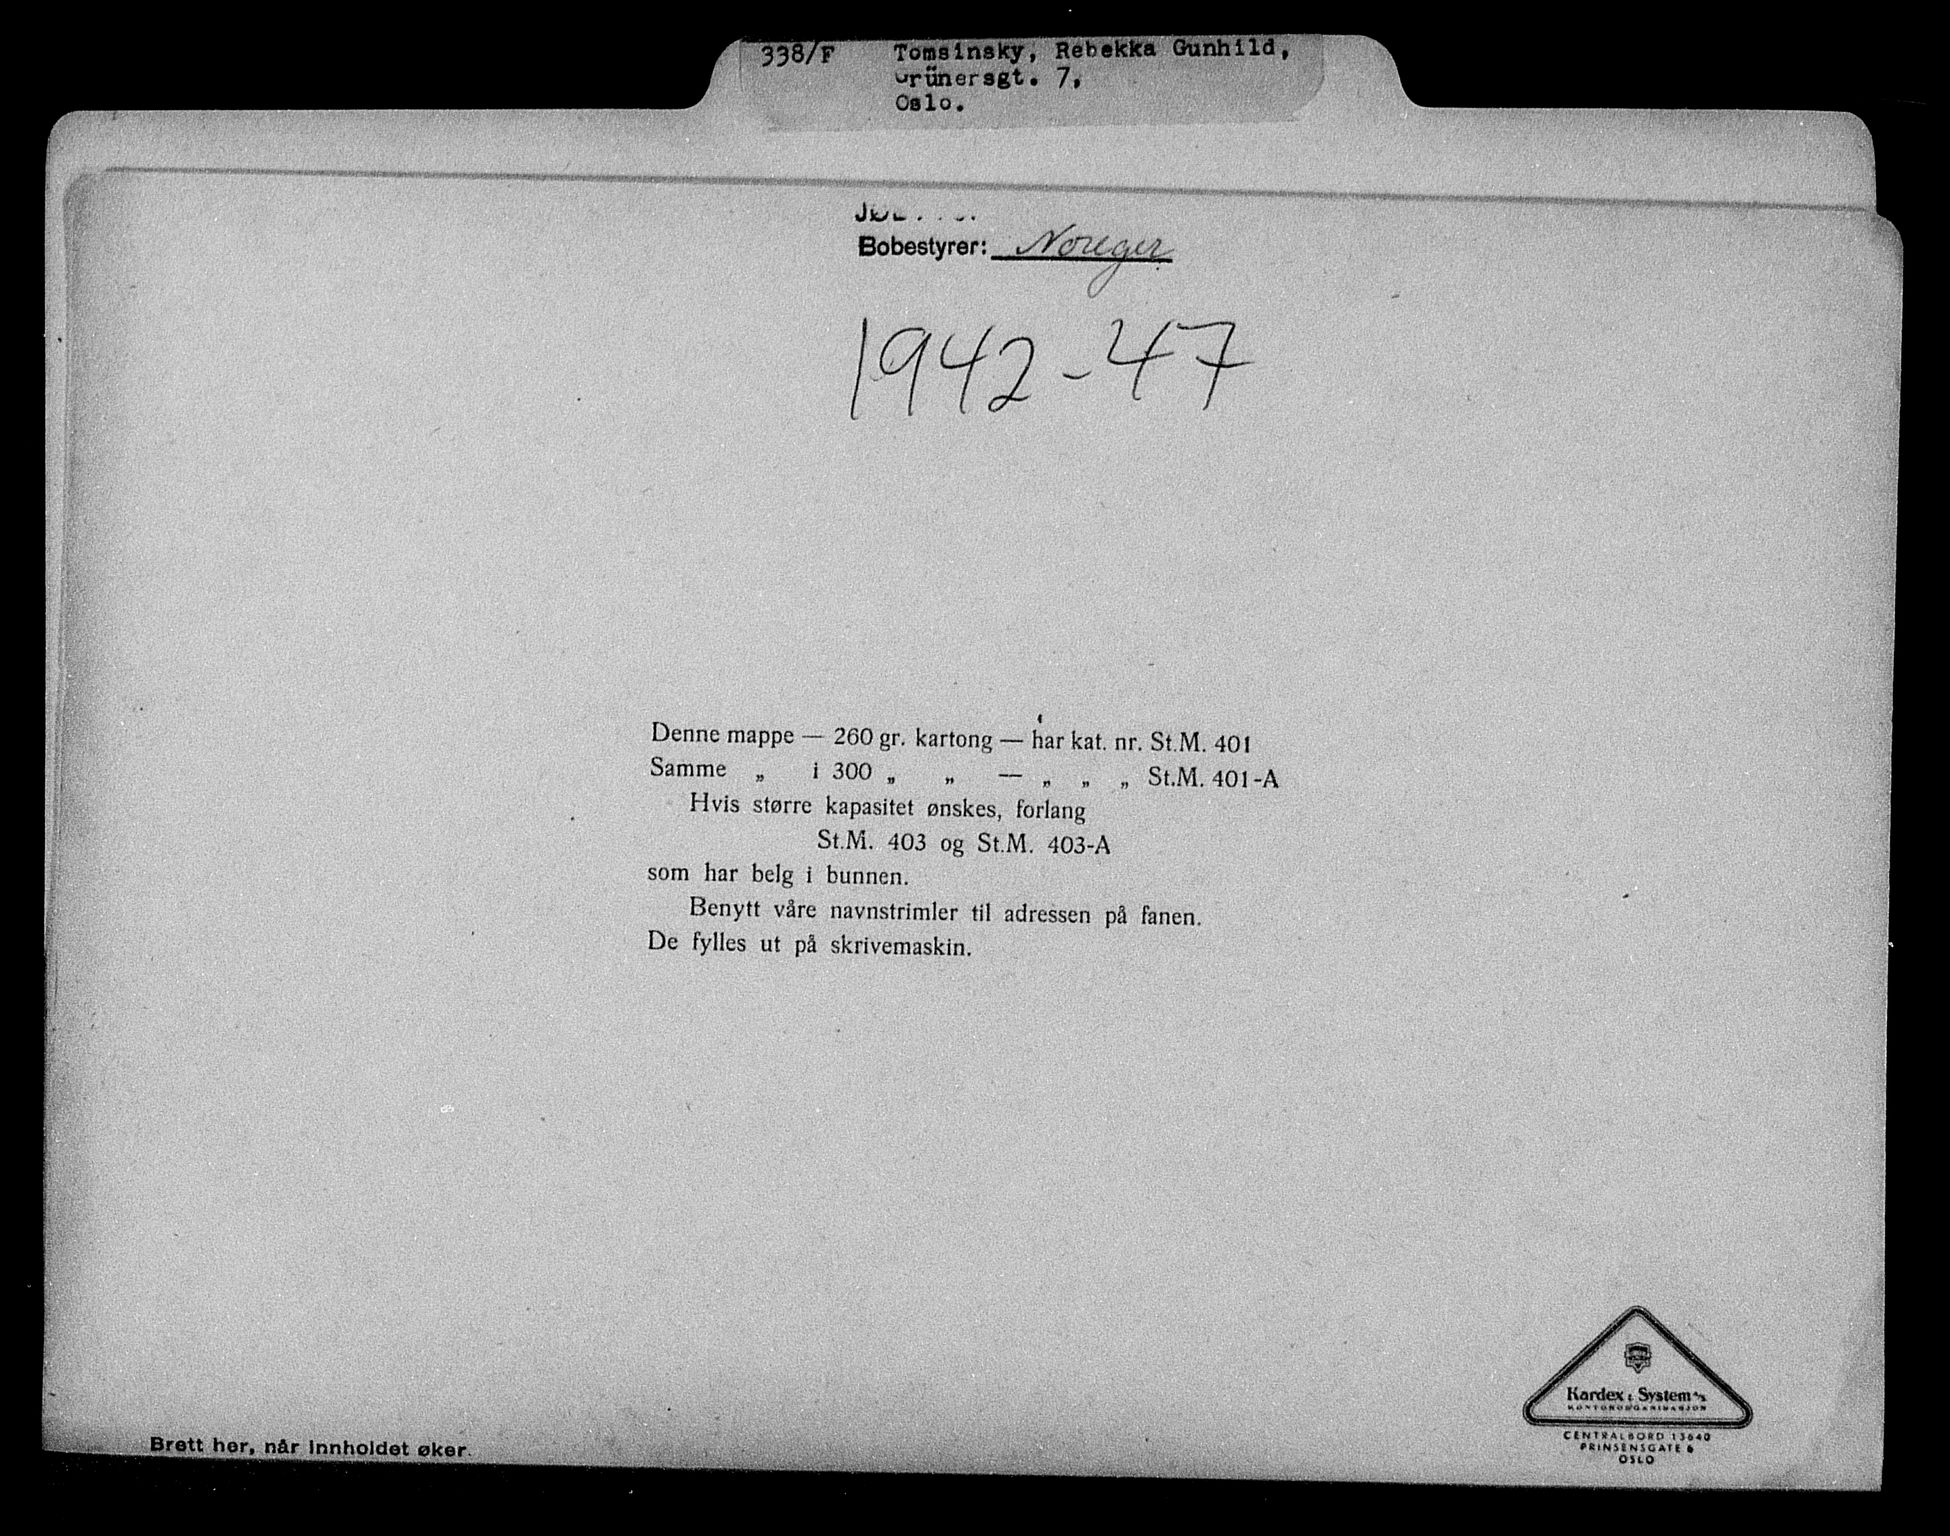 338/F Tomsinsky, Rebekka Gunhild,
Grünersgt. 7,
Oslo.
Bobestyrer: Noreger
1942-47
Denne mappe — 260 gr. kartong — har kat. nr. St.M. 401
Samme „ i 300 „ „ — „ „ „ St.M. 401-A
Hvis større kapasitet ønskes, forlang
St.M. 403 og St.M. 403-A
som har belg i bunnen.
Benytt våre navnstrimler til adressen på fanen.
De fylles ut på skrivemaskin.
Kardex System A/S
KONTORORGANISASJON
CENTRALBORD 13640
PRINSENSGATE 6
OSLO
Brett her, når innholdet øker.